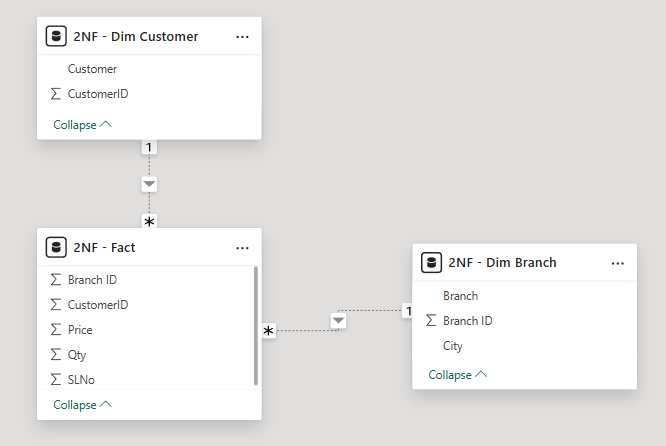 2NF - Dim Customer
Customer
CustomerID
Collapse
1
*
2NF - Fact
Branch ID
CustomerID
Price
Qty
SLNo
Collapse
*
1
2NF - Dim Branch
Branch
Branch ID
City
Collapse